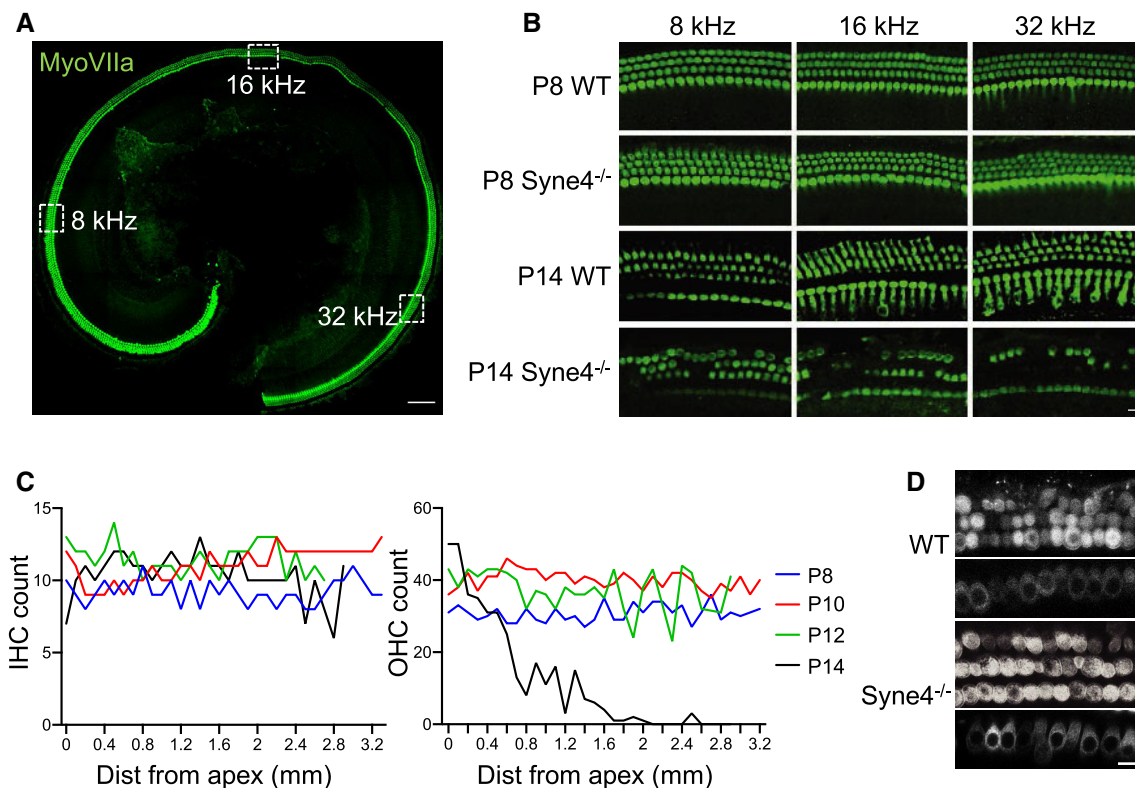 A
MyoVIIa
16 kHz
8 kHz
32 kHz
B
8 kHz
16 kHz
32 kHz
P8 WT
P8 Syne4-/-
P14 WT
P14 Syne4-/-
C
IHC count
15
10
5
0
0 0.4 0.8 1.2 1.6 2 2.4 2.8 3.2
Dist from apex (mm)
OHC count
60
40
20
0
0 0.4 0.8 1.2 1.6 2 2.4 2.8 3.2
Dist from apex (mm)
P8
P10
P12
P14
D
WT
Syne4-/-